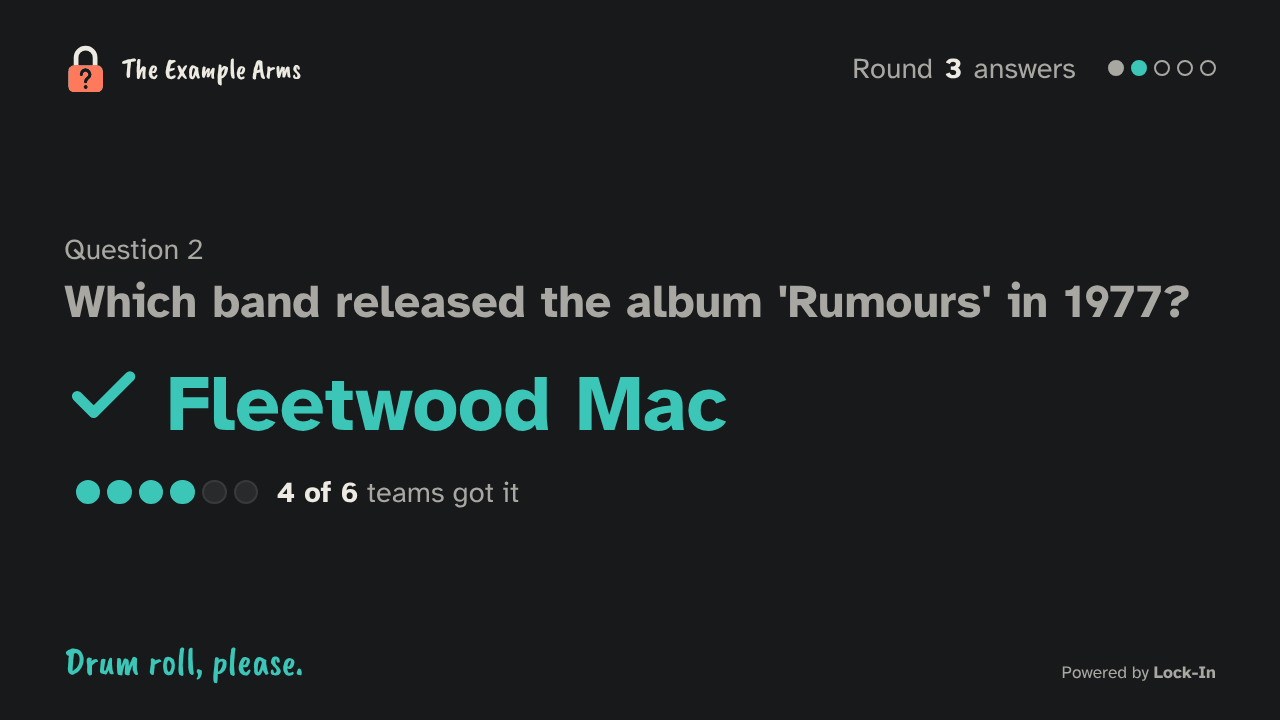 ?
The Example Arms
Round 3 answers
Question 2
Which band released the album 'Rumours' in 1977?
Fleetwood Mac
4 of 6 teams got it
Drum roll, please.
Powered by Lock-In